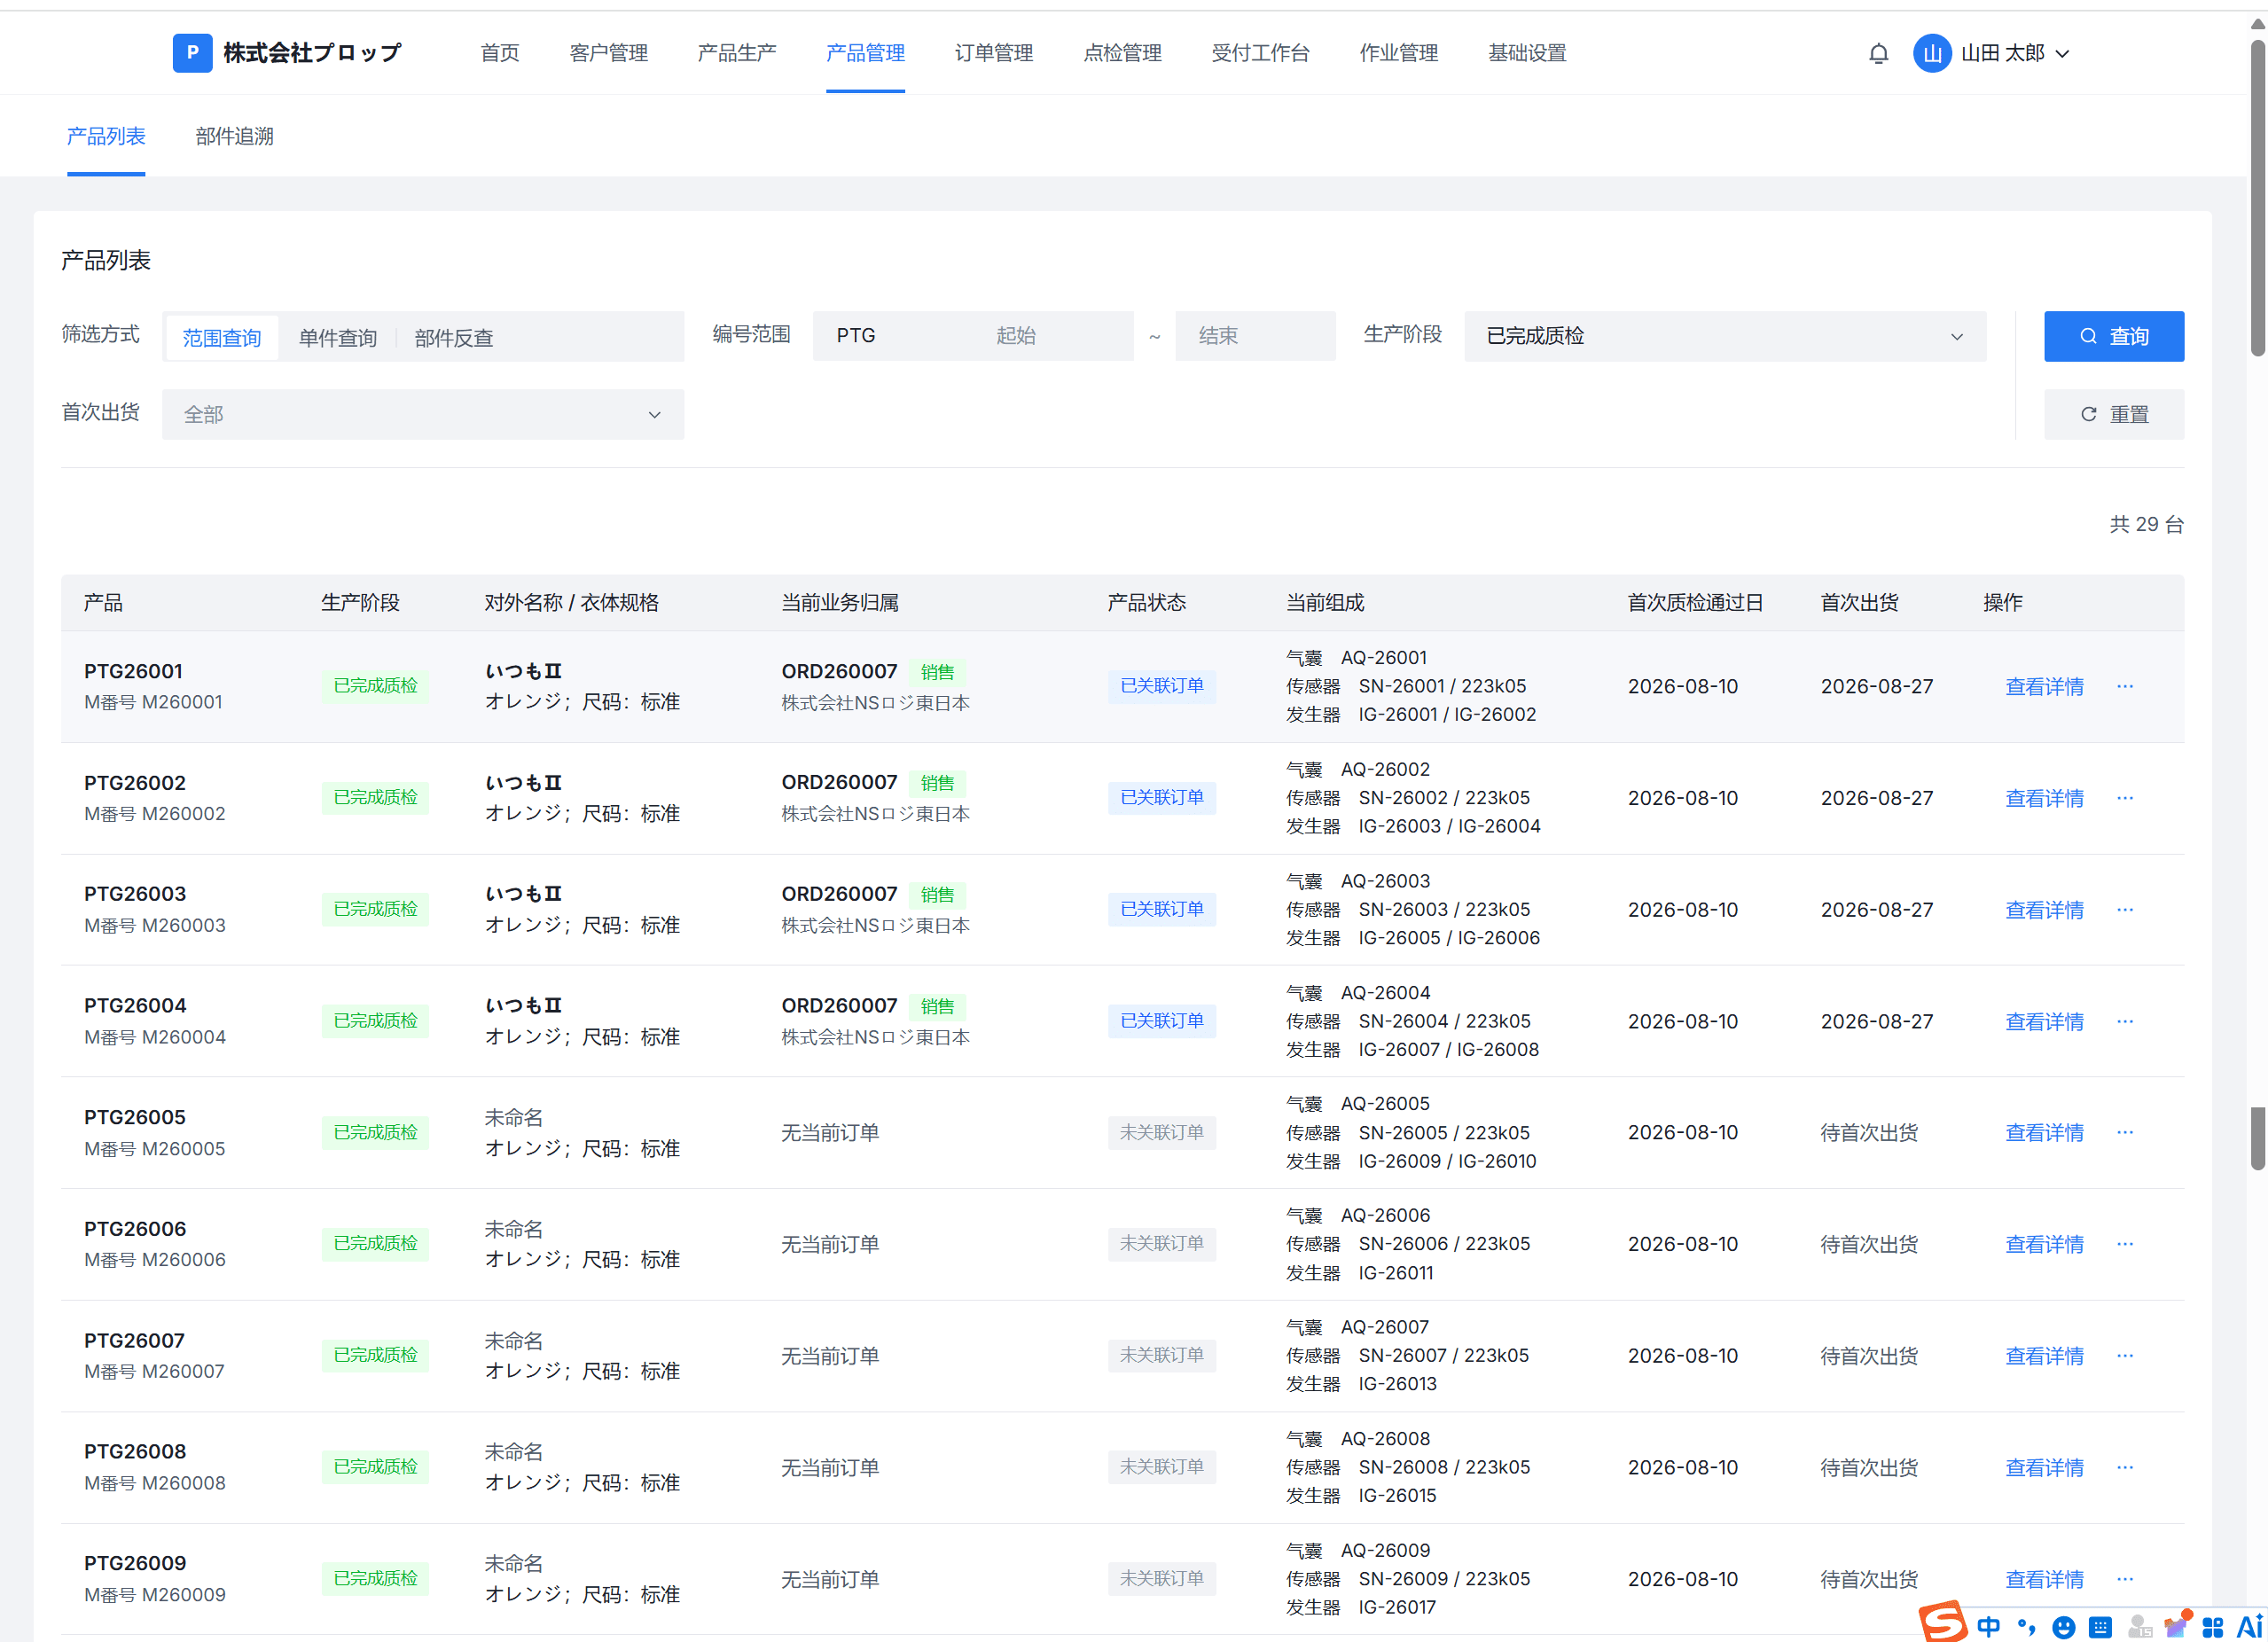 P 株式会社プロップ 首页 客户管理 产品生产 产品管理 订单管理 点检管理 受付工作台 作业管理 基础设置 山 山田 太郎
产品列表 部件追溯
产品列表
筛选方式 范围查询 单件查询 部件反查 编号范围 PTG 起始 ~ 结束 生产阶段 已完成质检 查询
首次出货 全部 重置
共 29 台
产品 生产阶段 对外名称 / 衣体规格 当前业务归属 产品状态 当前组成 首次质检通过日 首次出货 操作
PTG26001
M番号 M260001
已完成质检
いつもⅡ
オレンジ；尺码：标准
ORD260007 销售
株式会社NSロジ東日本
已关联订单
气囊 AQ-26001
传感器 SN-26001 / 223k05
发生器 IG-26001 / IG-26002
2026-08-10 2026-08-27 查看详情 ···
PTG26002
M番号 M260002
已完成质检
いつもⅡ
オレンジ；尺码：标准
ORD260007 销售
株式会社NSロジ東日本
已关联订单
气囊 AQ-26002
传感器 SN-26002 / 223k05
发生器 IG-26003 / IG-26004
2026-08-10 2026-08-27 查看详情 ···
PTG26003
M番号 M260003
已完成质检
いつもⅡ
オレンジ；尺码：标准
ORD260007 销售
株式会社NSロジ東日本
已关联订单
气囊 AQ-26003
传感器 SN-26003 / 223k05
发生器 IG-26005 / IG-26006
2026-08-10 2026-08-27 查看详情 ···
PTG26004
M番号 M260004
已完成质检
いつもⅡ
オレンジ；尺码：标准
ORD260007 销售
株式会社NSロジ東日本
已关联订单
气囊 AQ-26004
传感器 SN-26004 / 223k05
发生器 IG-26007 / IG-26008
2026-08-10 2026-08-27 查看详情 ···
PTG26005
M番号 M260005
已完成质检
未命名
オレンジ；尺码：标准
无当前订单
未关联订单
气囊 AQ-26005
传感器 SN-26005 / 223k05
发生器 IG-26009 / IG-26010
2026-08-10 待首次出货 查看详情 ···
PTG26006
M番号 M260006
已完成质检
未命名
オレンジ；尺码：标准
无当前订单
未关联订单
气囊 AQ-26006
传感器 SN-26006 / 223k05
发生器 IG-26011
2026-08-10 待首次出货 查看详情 ···
PTG26007
M番号 M260007
已完成质检
未命名
オレンジ；尺码：标准
无当前订单
未关联订单
气囊 AQ-26007
传感器 SN-26007 / 223k05
发生器 IG-26013
2026-08-10 待首次出货 查看详情 ···
PTG26008
M番号 M260008
已完成质检
未命名
オレンジ；尺码：标准
无当前订单
未关联订单
气囊 AQ-26008
传感器 SN-26008 / 223k05
发生器 IG-26015
2026-08-10 待首次出货 查看详情 ···
PTG26009
M番号 M260009
已完成质检
未命名
オレンジ；尺码：标准
无当前订单
未关联订单
气囊 AQ-26009
传感器 SN-26009 / 223k05
发生器 IG-26017
2026-08-10 待首次出货 查看详情 ···
S 中 15 Ai